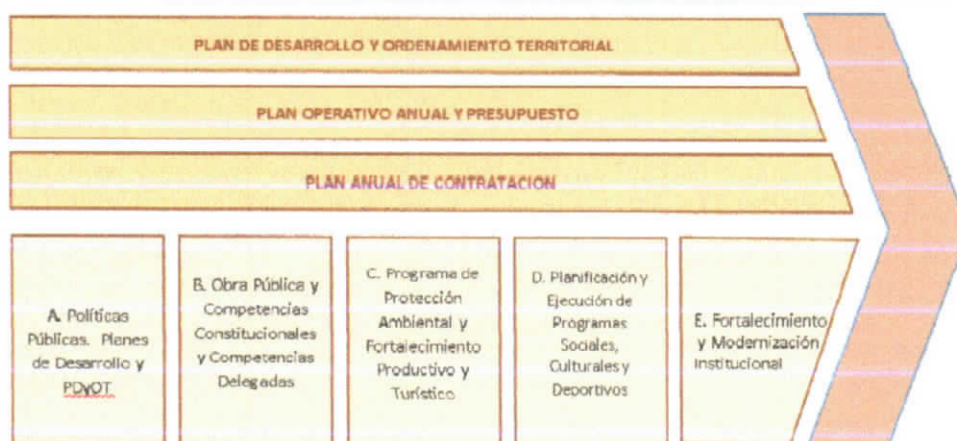 PLAN DE DESARROLLO Y ORDENAMIENTO TERRITORIAL
PLAN OPERATIVO ANUAL Y PRESUPUESTO
PLAN ANUAL DE CONTRATACION
A. Políticas
Públicas. Planes
de Desarrollo y
PDyOT
B. Obra Pública y
Competencias
Constitucionales
y Competencias
Delegadas
C. Programa de
Protección
Ambiental y
Fortalecimiento
Productivo y
Turístico
D. Planificación y
Ejecución de
Programas
Sociales,
Culturales y
Deportivos
E. Fortalecimiento
y Modernización
Institucional